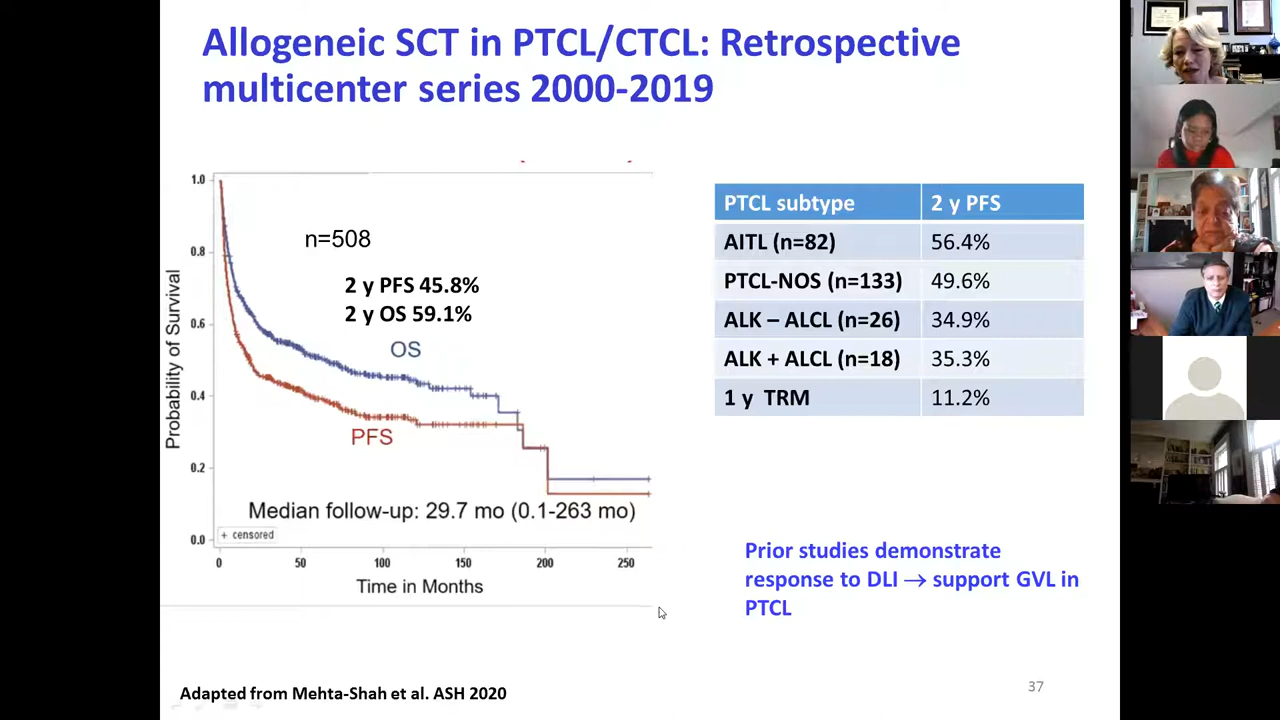 Allogeneic SCT in PTCL/CTCL: Retrospective
multicenter series 2000-2019
1.0
0.8
0.6
0.4
0.2
0.0
Probability of Survival
n=508
2 y PFS 45.8%
2 y OS 59.1%
OS
PFS
Median follow-up: 29.7 mo (0.1-263 mo)
+ censored
0 50 100 150 200 250
Time in Months
PTCL subtype 2 y PFS
AITL (n=82) 56.4%
PTCL-NOS (n=133) 49.6%
ALK – ALCL (n=26) 34.9%
ALK + ALCL (n=18) 35.3%
1 y TRM 11.2%
Prior studies demonstrate
response to DLI → support GVL in
PTCL
Adapted from Mehta-Shah et al. ASH 2020
37